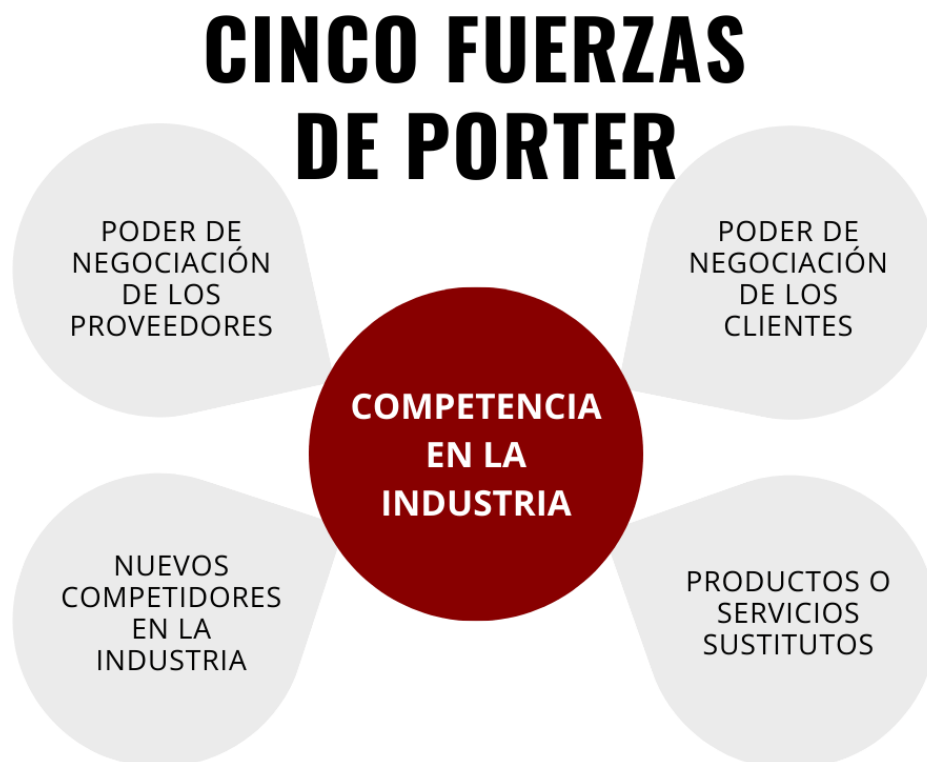 CINCO FUERZAS
DE PORTER
PODER DE
NEGOCIACIÓN
DE LOS
PROVEEDORES
PODER DE
NEGOCIACIÓN
DE LOS
CLIENTES
COMPETENCIA
EN LA
INDUSTRIA
NUEVOS
COMPETIDORES
EN LA
INDUSTRIA
PRODUCTOS O
SERVICIOS
SUSTITUTOS